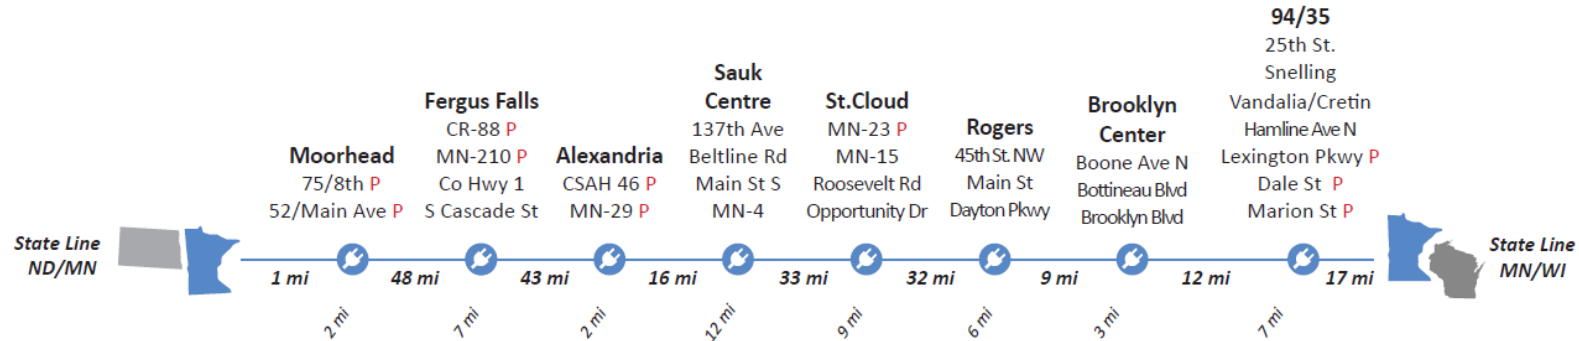 State Line
ND/MN
Moorhead
75/8th P
52/Main Ave P
Fergus Falls
CR-88 P
MN-210 P
Co Hwy 1
S Cascade St
Alexandria
CSAH 46 P
MN-29 P
Sauk
Centre
137th Ave
Beltline Rd
Main St S
MN-4
St.Cloud
MN-23 P
MN-15
Roosevelt Rd
Opportunity Dr
Rogers
45th St. NW
Main St
Dayton Pkwy
Brooklyn
Center
Boone Ave N
Bottineau Blvd
Brooklyn Blvd
94/35
25th St.
Snelling
Vandalia/Cretin
Hamline Ave N
Lexington Pkwy P
Dale St P
Marion St P
State Line
MN/WI
1 mi
48 mi
43 mi
16 mi
33 mi
32 mi
9 mi
12 mi
17 mi
2 mi
7 mi
2 mi
12 mi
9 mi
6 mi
3 mi
7 mi